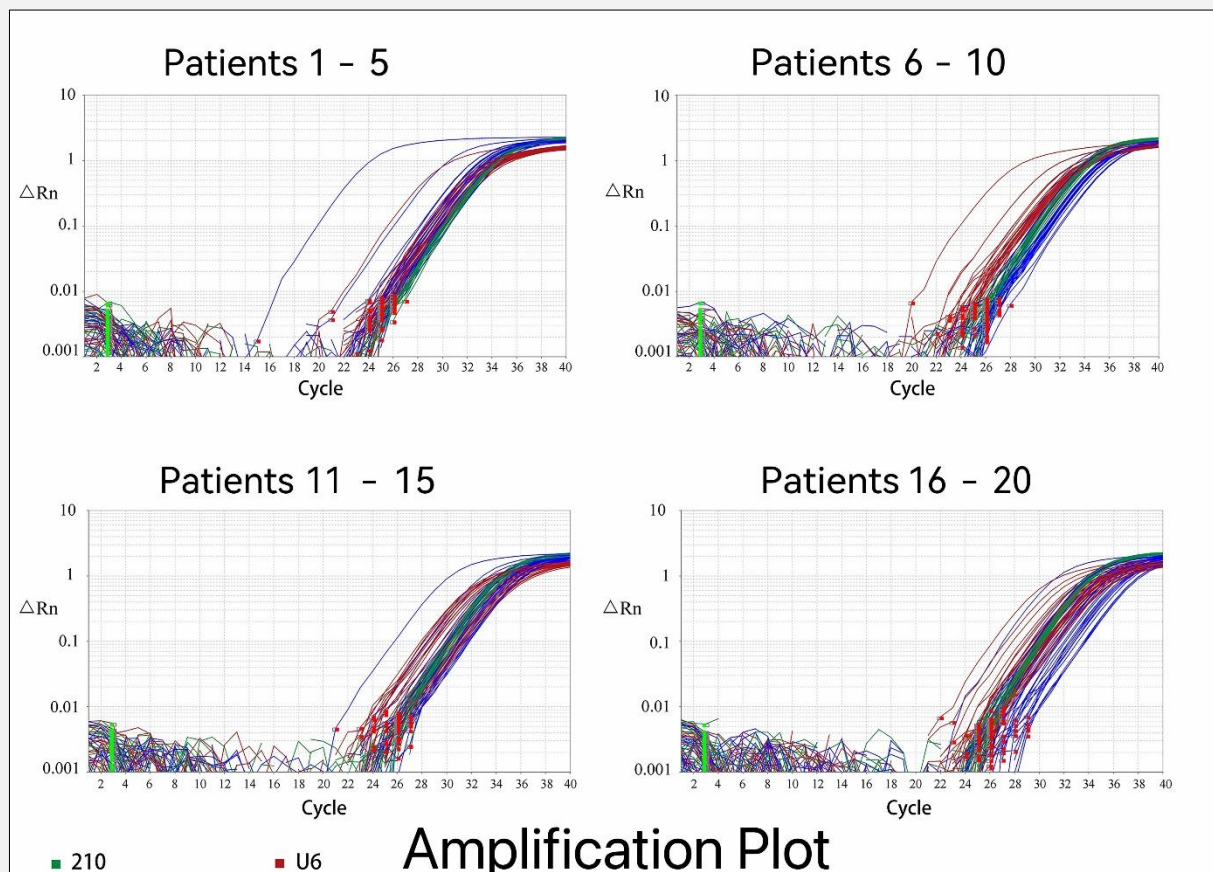 Patients 1 - 5
10
1
△Rn
0.1
0.01
0.001
2 4 6 8 10 12 14 16 18 20 22 24 26 28 30 32 34 36 38 40
Cycle
Patients 6 - 10
10
1
△Rn
0.1
0.01
0.001
2 4 6 8 10 12 14 16 18 20 22 24 26 28 30 32 34 36 38 40
Cycle
Patients 11 - 15
10
1
△Rn
0.1
0.01
0.001
2 4 6 8 10 12 14 16 18 20 22 24 26 28 30 32 34 36 38 40
Cycle
Patients 16 - 20
10
1
△Rn
0.1
0.01
0.001
2 4 6 8 10 12 14 16 18 20 22 24 26 28 30 32 34 36 38 40
Cycle
210 U6 Amplification Plot